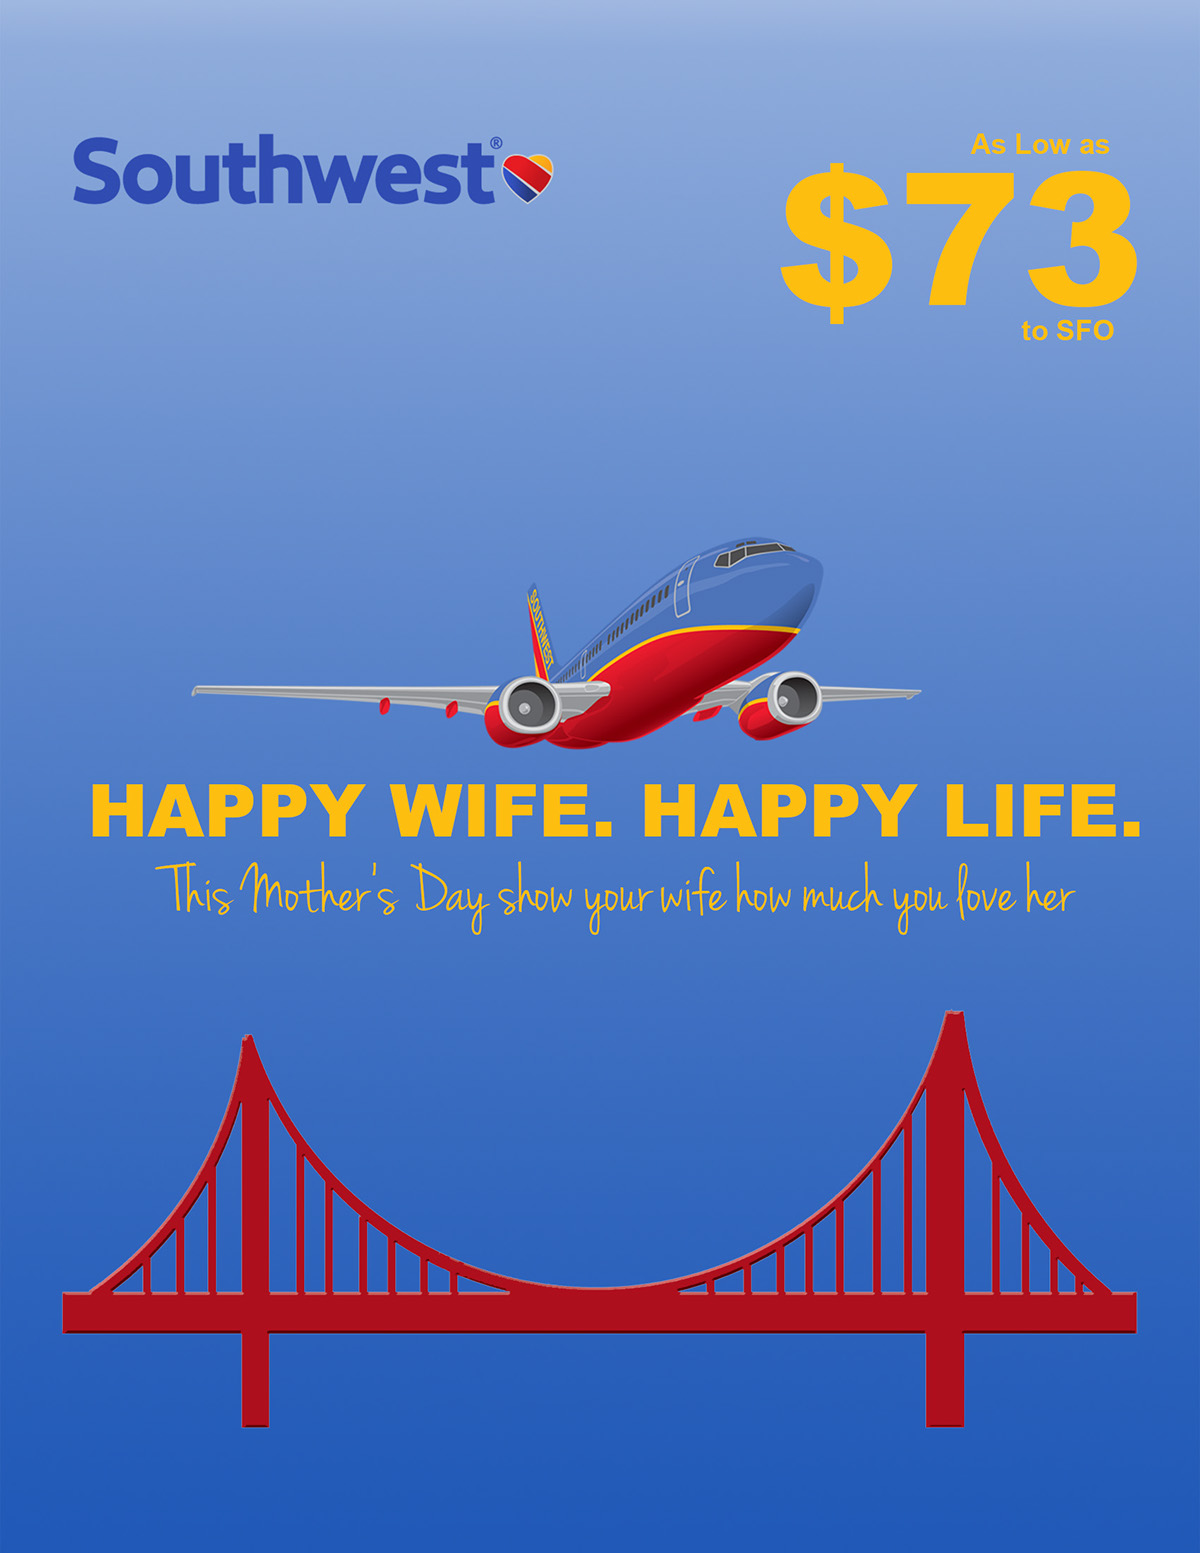 Southwest®
As Low as
$73
to SFO
SOUTHWEST
HAPPY WIFE. HAPPY LIFE.
This Mother's Day show your wife how much you love her